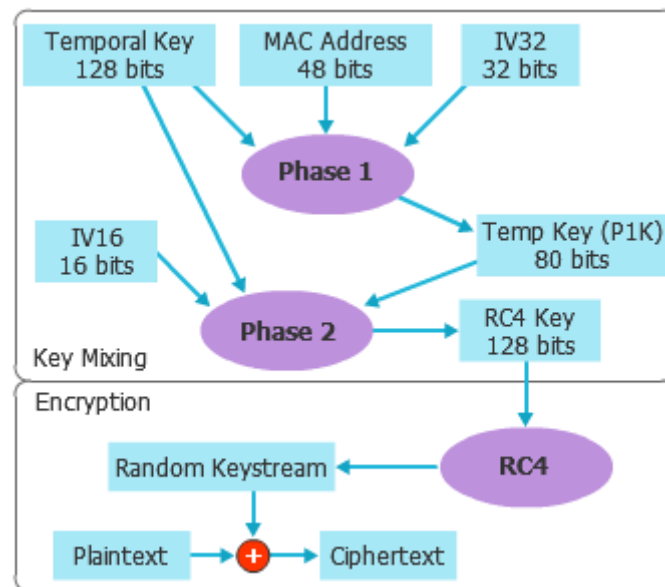 Temporal Key
128 bits
MAC Address
48 bits
IV32
32 bits
Phase 1
IV16
16 bits
Temp Key (P1K)
80 bits
Phase 2
RC4 Key
128 bits
Key Mixing
Encryption
Random Keystream
RC4
Plaintext
+
Ciphertext